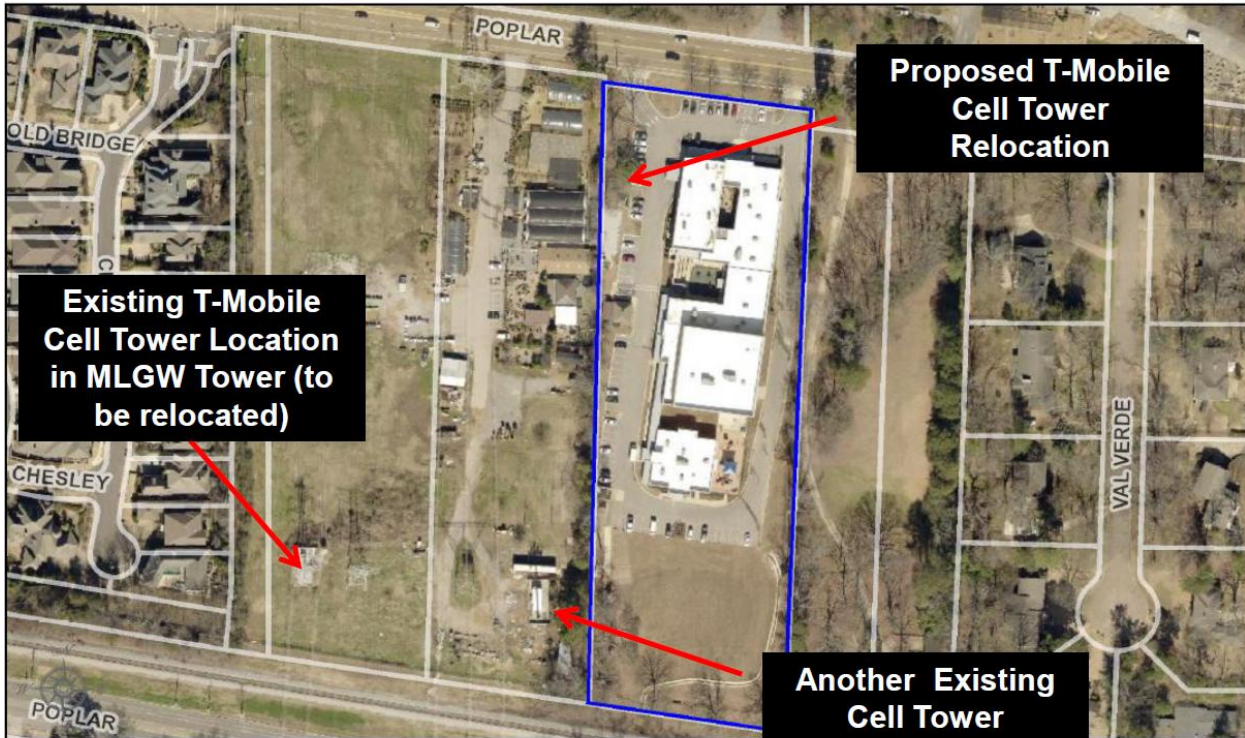 POPLAR
Proposed T-Mobile
Cell Tower
Relocation
OLD BRIDGE
Existing T-Mobile
Cell Tower Location
in MLGW Tower (to
be relocated)
CHESLEY
VAL VERDE
Another Existing
Cell Tower
POPLAR